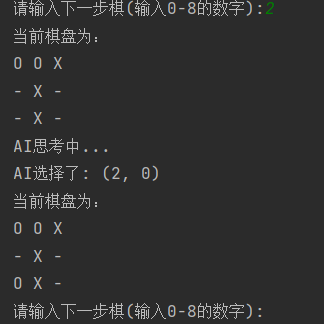 请输入下一步棋(输入0-8的数字):2
当前棋盘为:
O O X
- X -
- X -
AI思考中...
AI选择了: (2, 0)
当前棋盘为:
O O X
- X -
O X -
请输入下一步棋(输入0-8的数字):